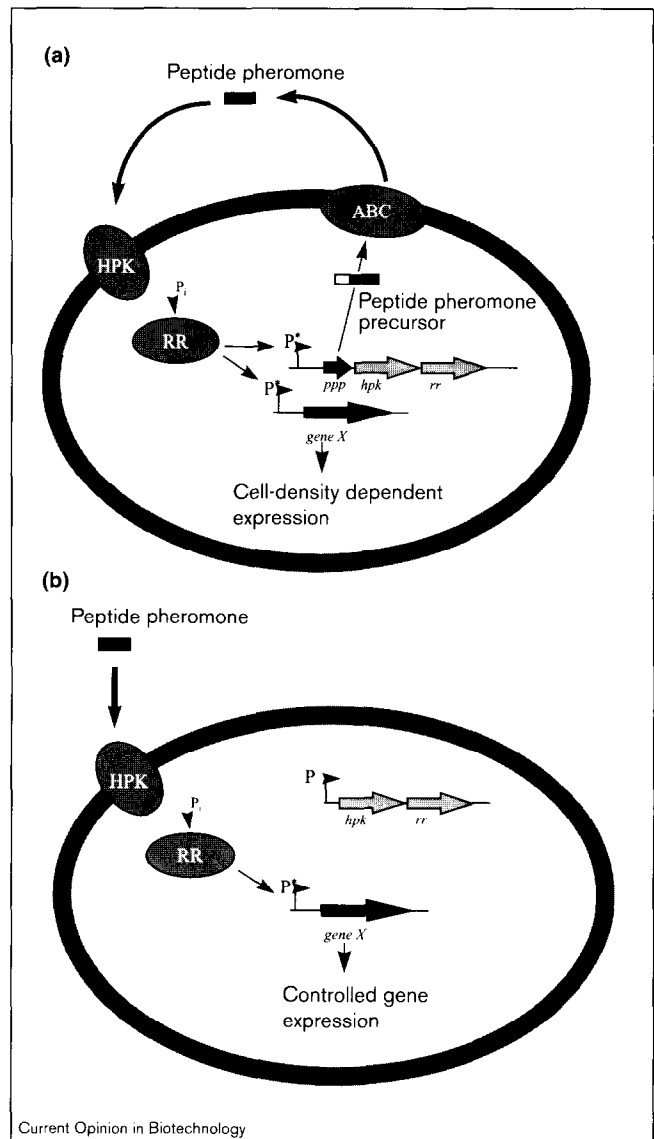 (a)
Peptide pheromone
ABC
HPK
Pi
Peptide pheromone
precursor
RR
P*
ppp
hpk
rr
P*
gene X
Cell-density dependent
expression
(b)
Peptide pheromone
HPK
P
hpk
rr
Pi
RR
P*
gene X
Controlled gene
expression
Current Opinion in Biotechnology